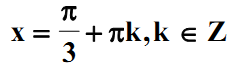 x = π/3 + πk, k ∈ Z